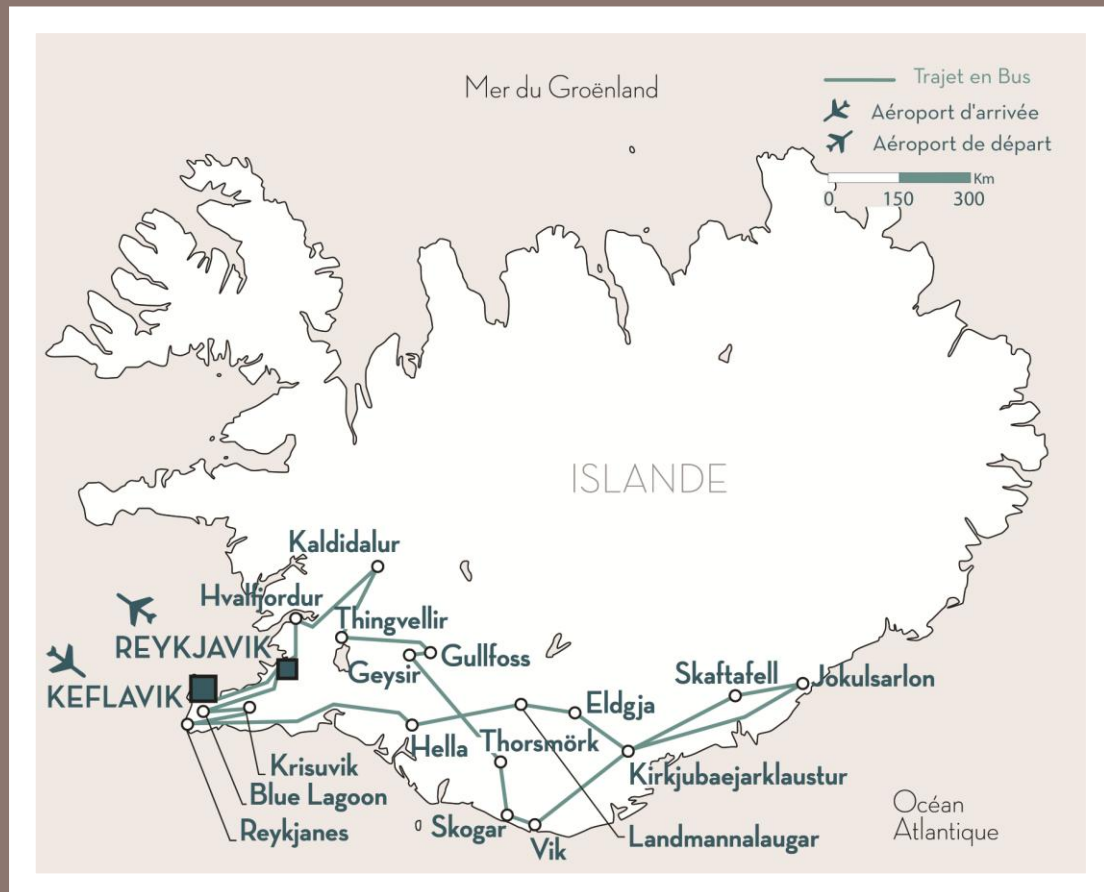 Mer du Groënland
Trajet en Bus
Aéroport d'arrivée
Aéroport de départ
Km
0 150 300
ISLANDE
Kaldidalur
Hvalfjordur
Thingvellir
REYKJAVIK
Geysir
Gullfoss
KEFLAVIK
Skaftafell
Jokulsarlon
Eldgja
Hella
Thorsmörk
Krisuvik
Kirkjubaejarklaustur
Blue Lagoon
Reykjanes
Skogar
Vik
Landmannalaugar
Océan
Atlantique